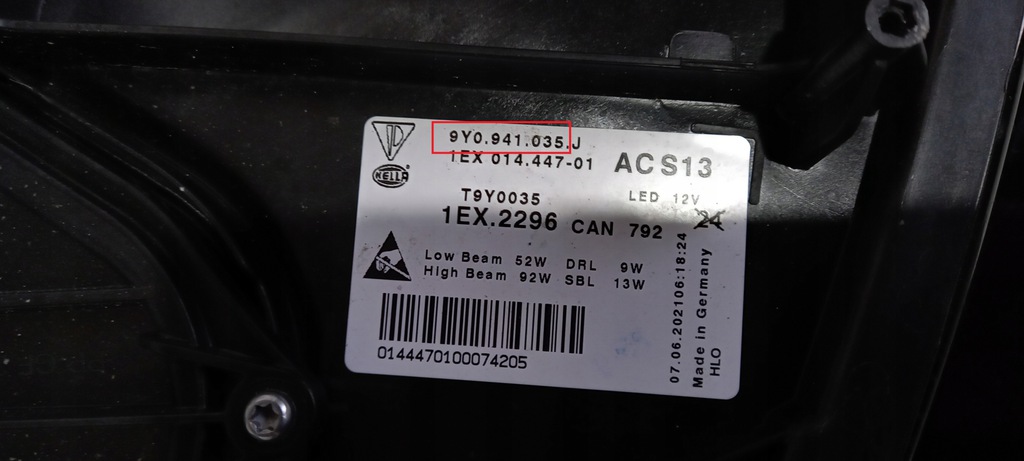 9Y0.941.035.J
1EX 014.447-01
ACS13
HELLA
T9Y0035
LED 12V
1EX.2296 CAN 792
24
Low Beam 52W DRL 9W
High Beam 92W SBL 13W
0144470100074205
07.06.202106:18:24
Made in Germany
HLO